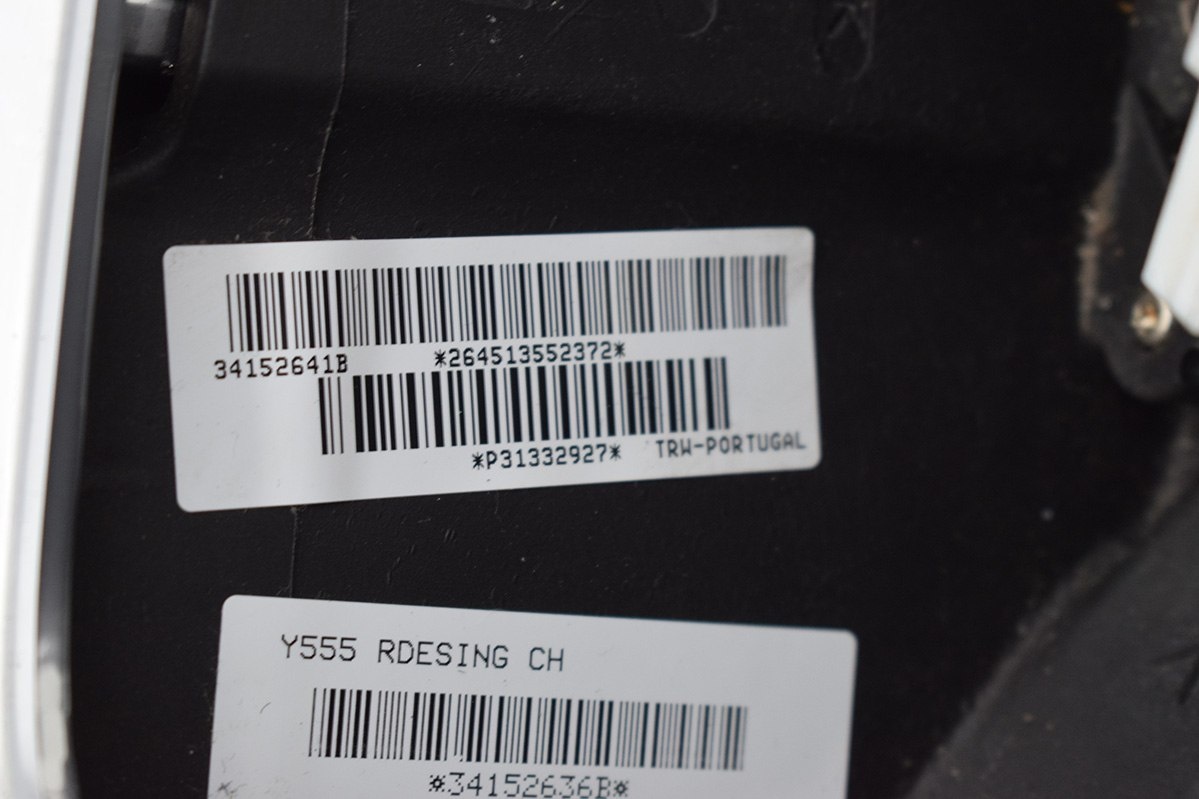 34152641B *264513552372*
*P31332927* TRW-PORTUGAL
Y555 RDESING CH
*34152636B*